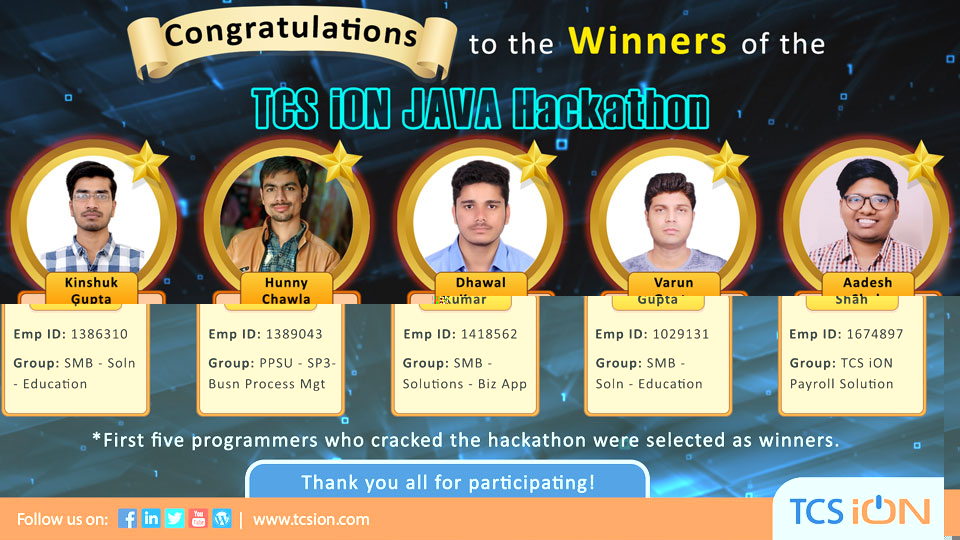 Congratulations to the Winners of the
TCS iON JAVA Hackathon
Kinshuk
Gupta
Hunny
Chawla
Dhawal
Kumar
Varun
Gupta
Aadesh
Shah
Emp ID: 1386310
Group: SMB - Soln
- Education
Emp ID: 1389043
Group: PPSU - SP3-
Busn Process Mgt
Emp ID: 1418562
Group: SMB -
Solutions - Biz App
Emp ID: 1029131
Group: SMB -
Soln - Education
Emp ID: 1674897
Group: TCS iON
Payroll Solution
*First five programmers who cracked the hackathon were selected as winners.
Thank you all for participating!
Follow us on: | www.tcsion.com
TCS iON